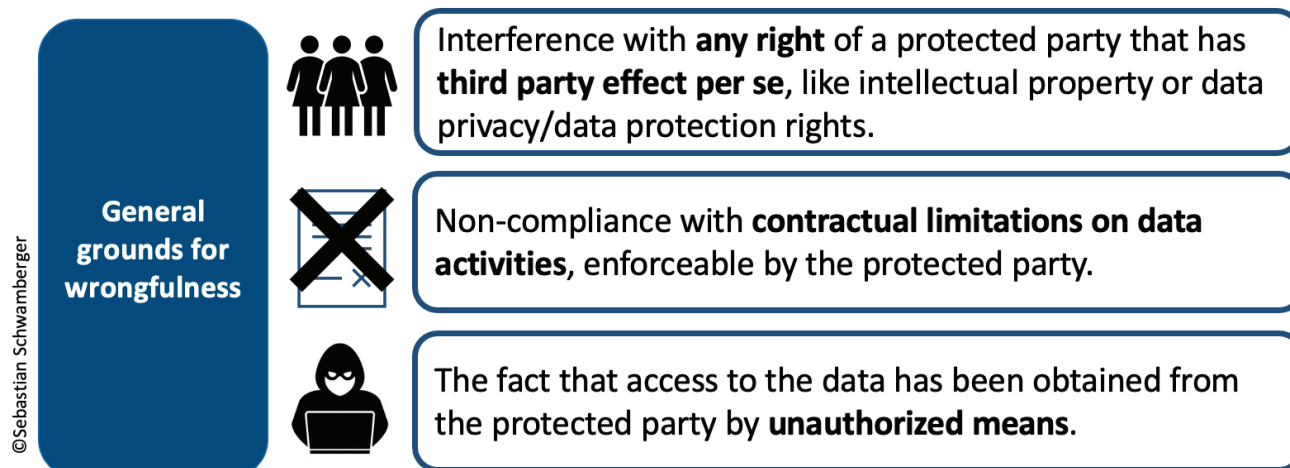 ©Sebastian Schwamberger
General
grounds for
wrongfulness
Interference with any right of a protected party that has
third party effect per se, like intellectual property or data
privacy/data protection rights.
Non-compliance with contractual limitations on data
activities, enforceable by the protected party.
The fact that access to the data has been obtained from
the protected party by unauthorized means.